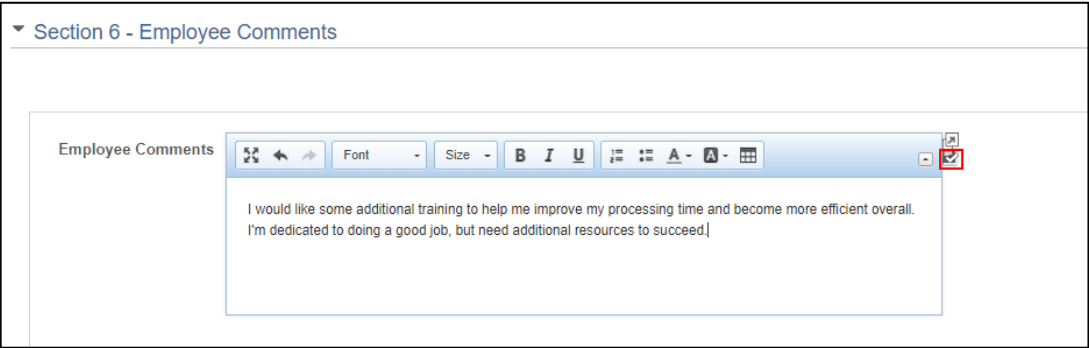 Section 6 - Employee Comments
Employee Comments
Font Size B I U A A
I would like some additional training to help me improve my processing time and become more efficient overall.
I'm dedicated to doing a good job, but need additional resources to succeed.